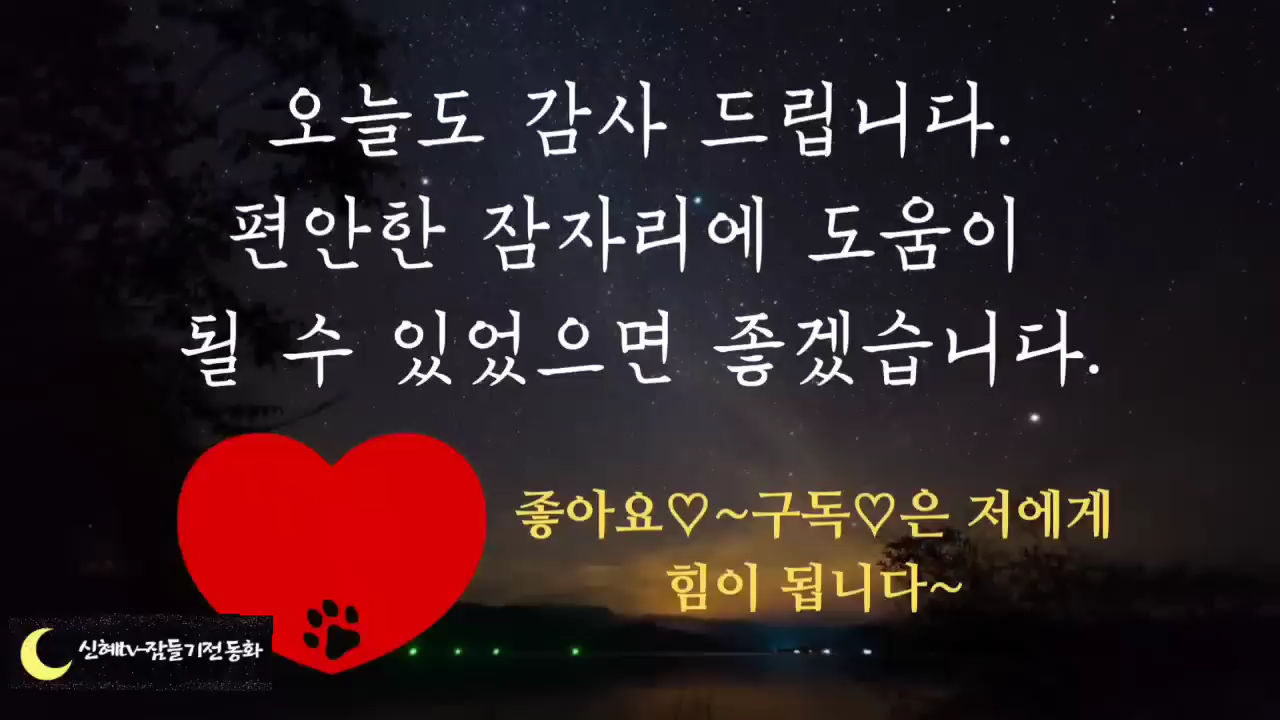 오늘도 감사 드립니다.
편안한 잠자리에 도움이
될 수 있었으면 좋겠습니다.
좋아요♡~구독♡은 저에게
힘이 됩니다~
신혜tv-잠들기전동화